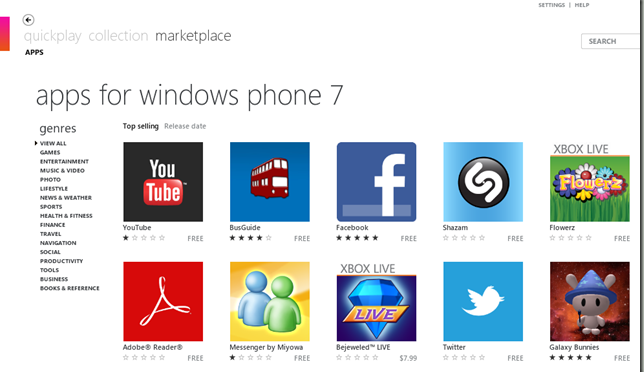 SETTINGS | HELP
quickplay collection marketplace
APPS
SEARCH
apps for windows phone 7
genres
VIEW ALL
GAMES
ENTERTAINMENT
MUSIC & VIDEO
PHOTO
LIFESTYLE
NEWS & WEATHER
SPORTS
HEALTH & FITNESS
FINANCE
TRAVEL
NAVIGATION
SOCIAL
PRODUCTIVITY
TOOLS
BUSINESS
BOOKS & REFERENCE
Top selling Release date
You
Tube
YouTube
FREE
BusGuide
FREE
f
Facebook
FREE
Shazam
FREE
XBOX LIVE
Flowerz
Flowerz
FREE
Adobe® Reader®
FREE
Messenger by Miyowa
FREE
XBOX LIVE
LIVE
Bejeweled™ LIVE
$7.99
Twitter
FREE
Galaxy Bunnies
FREE